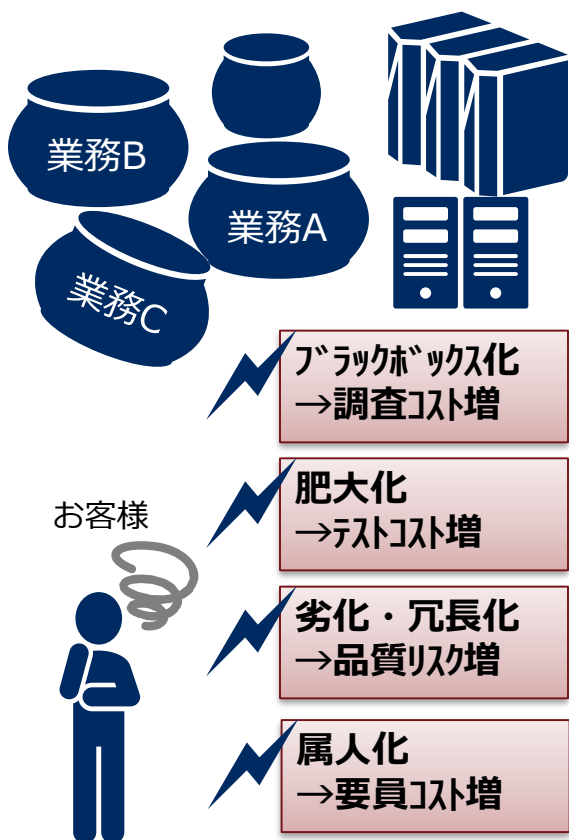 業務B
業務A
業務C
ﾌﾞﾗｯｸﾎﾞｯｸｽ化
→調査ｺｽﾄ増
肥大化
→ﾃｽﾄｺｽﾄ増
お客様
劣化・冗長化
→品質ﾘｽｸ増
属人化
→要員ｺｽﾄ増